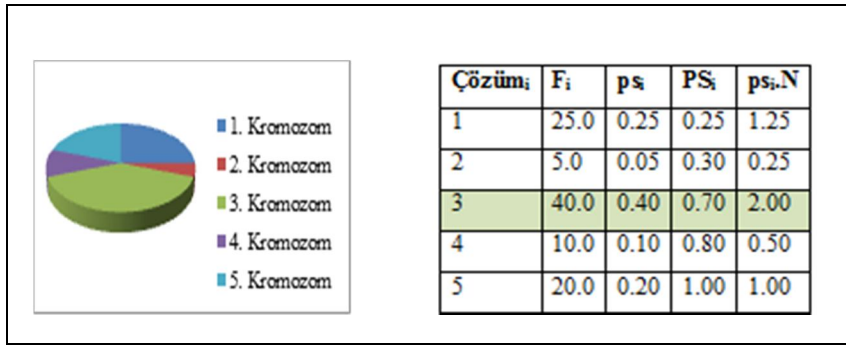 1. Kromozom
2. Kromozom
3. Kromozom
4. Kromozom
5. Kromozom
Çözümᵢ Fᵢ psᵢ PSᵢ psᵢ.N
1 25.0 0.25 0.25 1.25
2 5.0 0.05 0.30 0.25
3 40.0 0.40 0.70 2.00
4 10.0 0.10 0.80 0.50
5 20.0 0.20 1.00 1.00